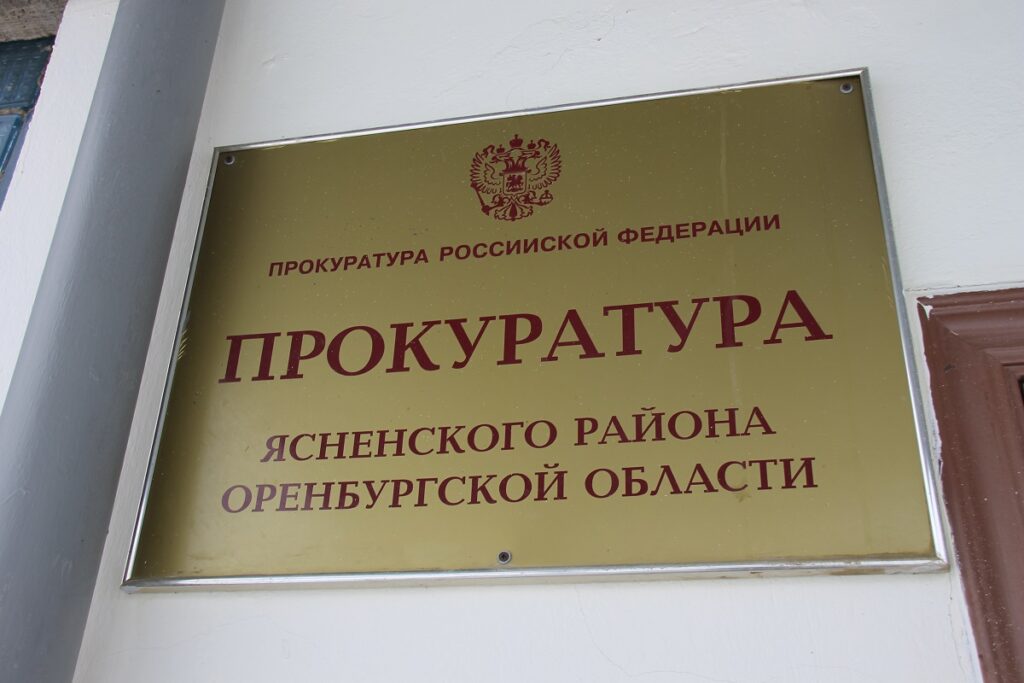 ПРОКУРАТУРА РОССИИСКОЙ ФЕДЕРАЦИИ
ПРОКУРАТУРА
ЯСНЕНСКОГО РАЙОНА
ОРЕНБУРГСКОЙ ОБЛАСТИ